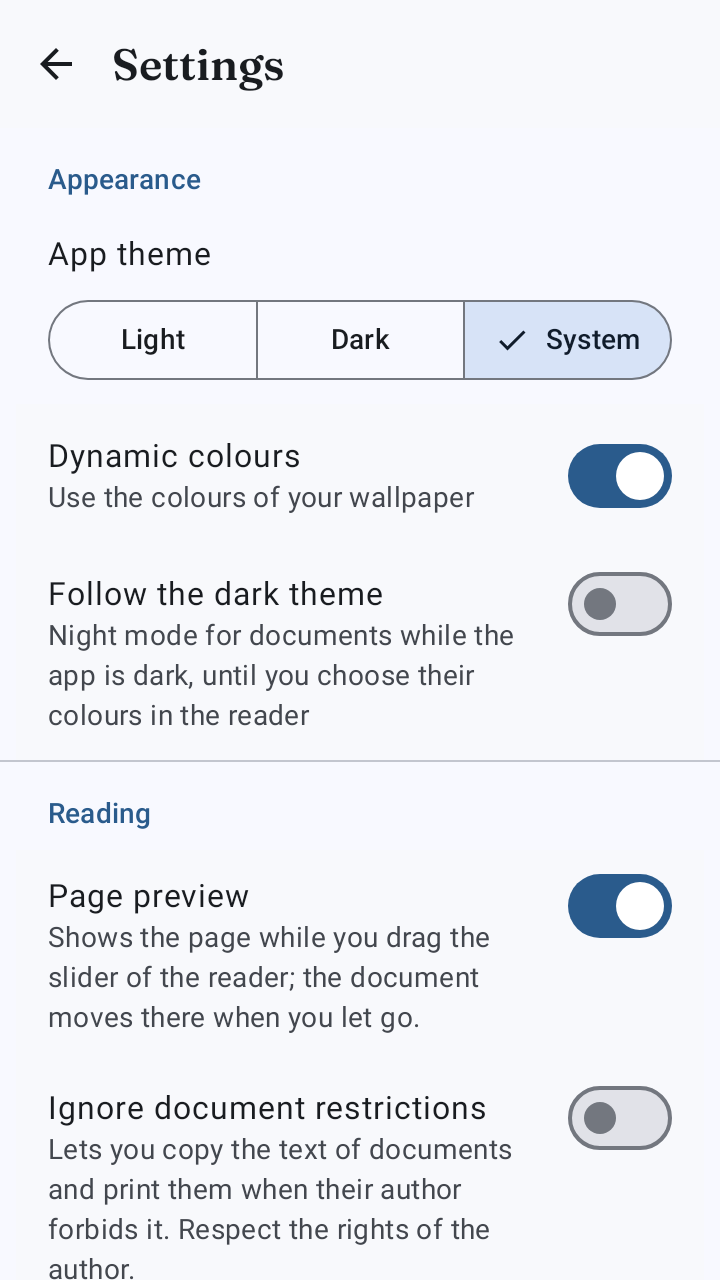 Settings
Appearance
App theme
Light Dark System
Dynamic colours
Use the colours of your wallpaper
Follow the dark theme
Night mode for documents while the
app is dark, until you choose their
colours in the reader
Reading
Page preview
Shows the page while you drag the
slider of the reader; the document
moves there when you let go.
Ignore document restrictions
Lets you copy the text of documents
and print them when their author
forbids it. Respect the rights of the
author.